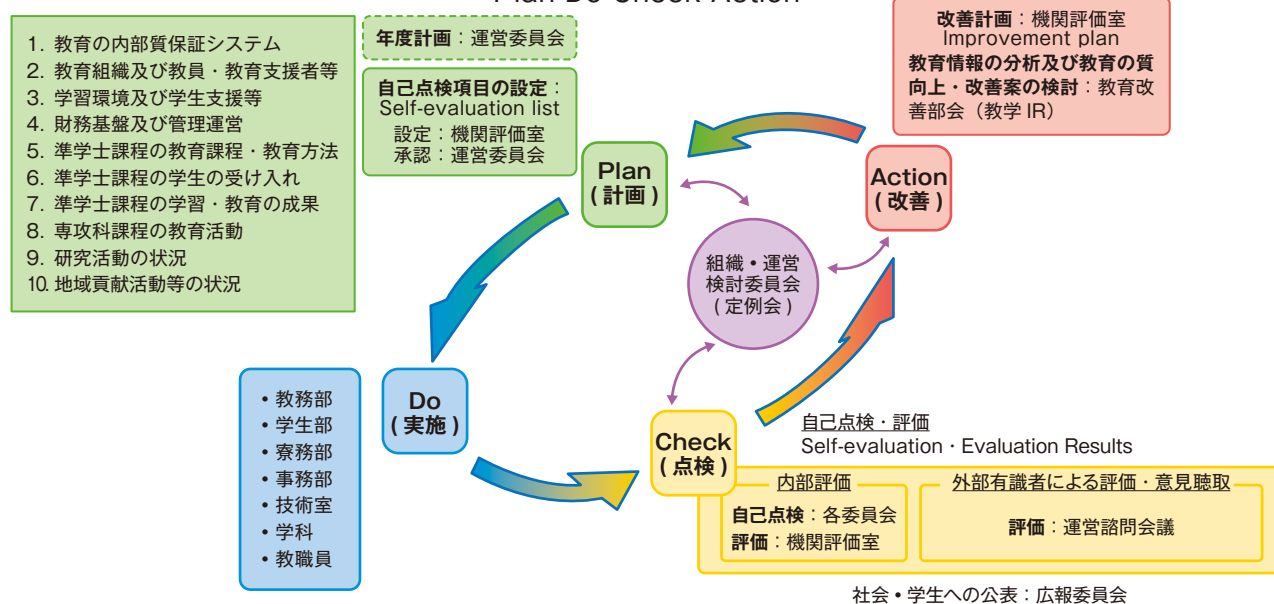 Plan Do Check Action
1. 教育の内部質保証システム
2. 教育組織及び教員・教育支援者等
3. 学習環境及び学生支援等
4. 財務基盤及び管理運営
5. 準学士課程の教育課程・教育方法
6. 準学士課程の学生の受け入れ
7. 準学士課程の学習・教育の成果
8. 専攻科課程の教育活動
9. 研究活動の状況
10. 地域貢献活動等の状況
年度計画：運営委員会
自己点検項目の設定：
Self-evaluation list
設定：機関評価室
承認：運営委員会
Plan
(計画)
改善計画：機関評価室
Improvement plan
教育情報の分析及び教育の質
向上・改善案の検討：教育改
善部会（教学 IR）
Action
(改善)
組織・運営
検討委員会
(定例会)
・教務部
・学生部
・寮務部
・事務部
・技術室
・学科
・教職員
Do
(実施)
Check
(点検)
自己点検・評価
Self-evaluation・Evaluation Results
内部評価
自己点検：各委員会
評価：機関評価室
外部有識者による評価・意見聴取
評価：運営諮問会議
社会・学生への公表：広報委員会